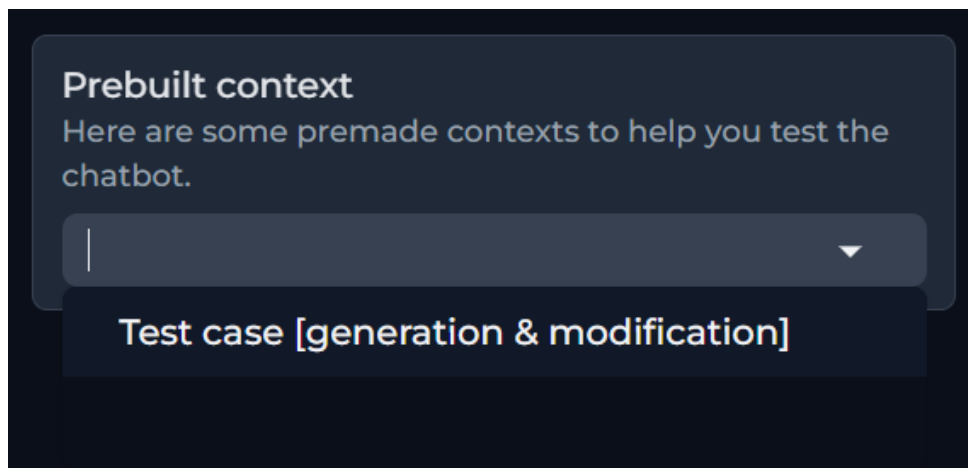 Prebuilt context
Here are some premade contexts to help you test the
chatbot.
Test case [generation & modification]